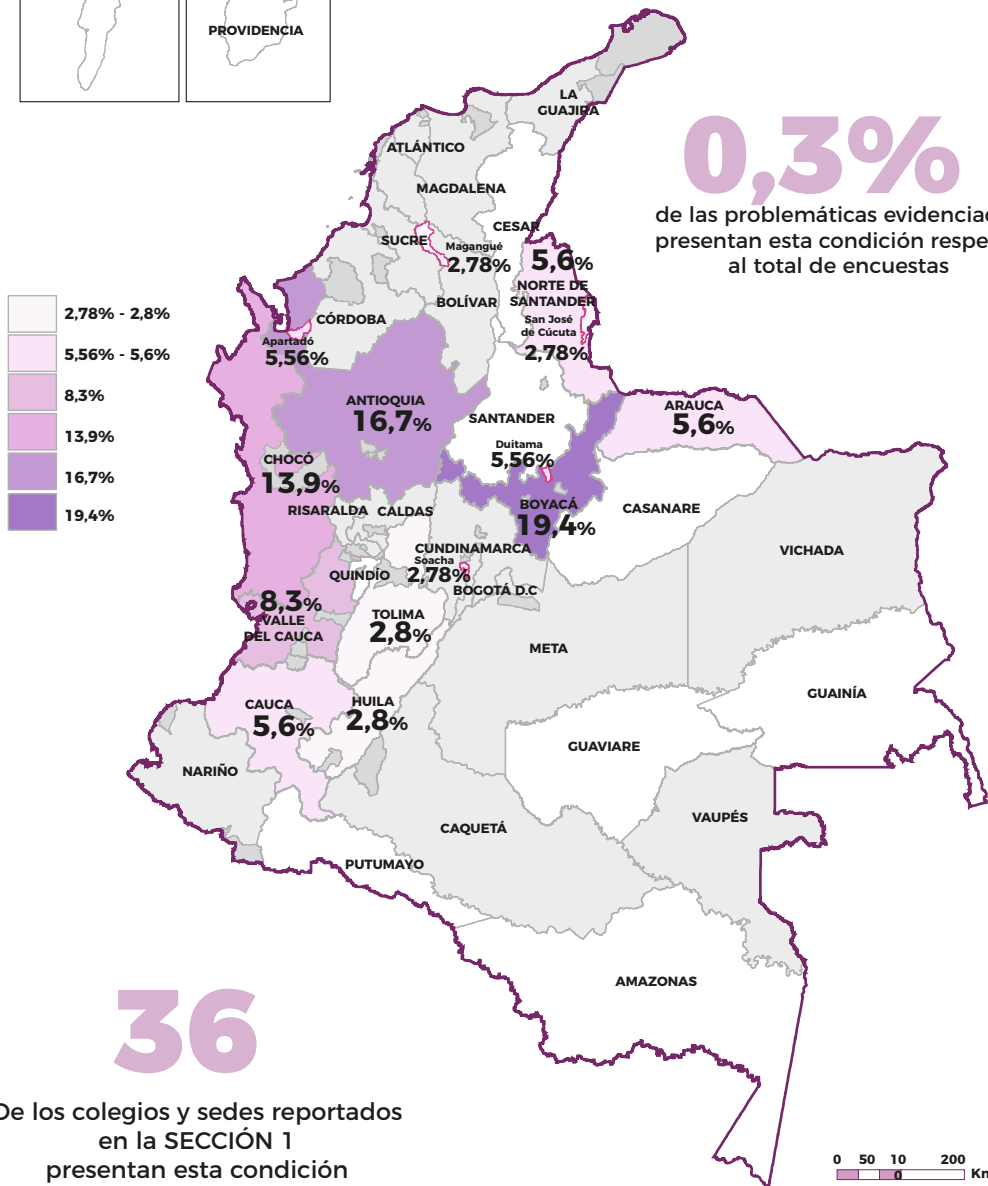 PROVIDENCIA
LA
GUAJIRA
ATLÁNTICO
MAGDALENA
0,3%
de las problemáticas
presentan esta condición
al total de encuestas
CESAR
SUCRE
Magangué
2,78%
5,6%
NORTE DE
SANTANDER
BOLÍVAR
San José
de Cúcuta
2,78%
2,78% - 2,8%
5,56% - 5,6%
8,3%
13,9%
16,7%
19,4%
CÓRDOBA
Apartadó
5,56%
ANTIOQUIA
16,7%
SANTANDER
ARAUCA
5,6%
Duitama
5,56%
CHOCÓ
13,9%
BOYACÁ
19,4%
CASANARE
RISARALDA
CALDAS
VICHADA
CUNDINAMARCA
Soacha
2,78%
QUINDÍO
BOGOTÁ D.C
8,3%
VALLE
DEL CAUCA
TOLIMA
2,8%
META
GUAINÍA
CAUCA
5,6%
HUILA
2,8%
GUAVIARE
NARIÑO
VAUPÉS
CAQUETÁ
PUTUMAYO
AMAZONAS
36
De los colegios y sedes reportados
en la SECCIÓN 1
presentan esta condición
0 50 10 200
0
Km